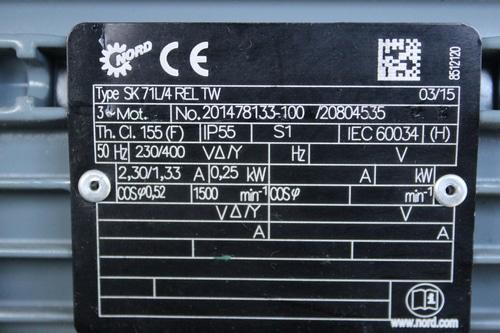 NORD CE 8512120
Type SK 71L/4 REL TW 03/15
3~Mot. No. 201478133-100 /20804535
Th. Cl. 155 (F) IP55 S1 IEC 60034 (H)
50 Hz 230/400 VΔ/Y Hz V
2,30/1,33 A 0,25 kW A kW
COSφ 0,52 1500 min⁻¹ COSφ min⁻¹
VΔ/Y V
A A
i
www.nord.com